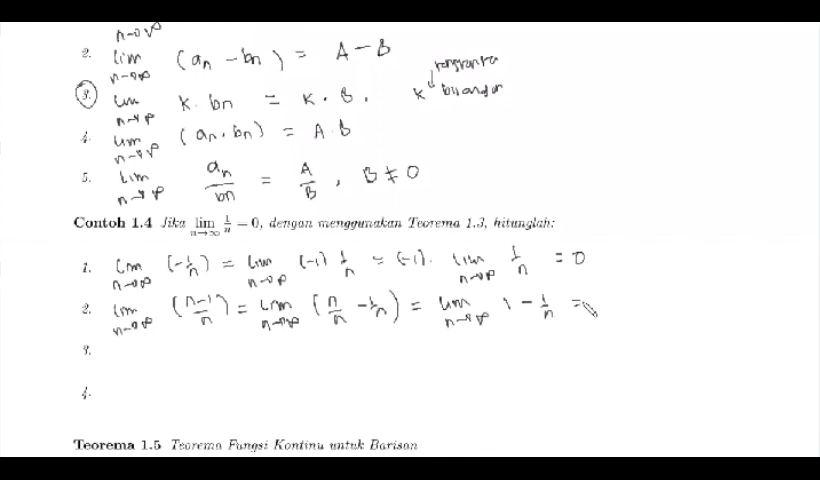 n→∞
2. lim n→∞ (an - bn) = A - B
3. lim n→∞ k. bn = k. B. k bilangan
4. lim n→∞ (an. bn) = A. B
5. lim n→∞ an/bn = A/B, B ≠ 0
Contoh 1.4 Jika lim n→∞ 1/n = 0, dengan menggunakan Teorema 1.3, hitunglah:
1. lim n→∞ (-1/n) = lim n→∞ (-1) 1/n = (-1). lim n→∞ 1/n = 0
2. lim n→∞ (n-1/n) = lim n→∞ (n/n - 1/n) = lim n→∞ 1 - 1/n =
3.
4.
Teorema 1.5 Teorema Fungsi Kontinu untuk Barisan